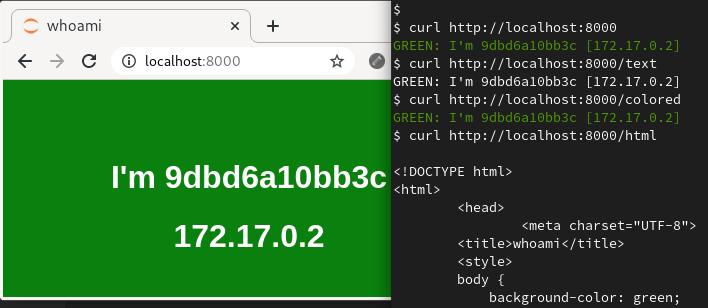 whoami
localhost:8000
I'm 9dbd6a10bb3c
172.17.0.2
$
$ curl http://localhost:8000
GREEN: I'm 9dbd6a10bb3c [172.17.0.2]
$ curl http://localhost:8000/text
GREEN: I'm 9dbd6a10bb3c [172.17.0.2]
$ curl http://localhost:8000/colored
GREEN: I'm 9dbd6a10bb3c [172.17.0.2]
$ curl http://localhost:8000/html
<!DOCTYPE html>
<html>
<head>
<meta charset="UTF-8">
<title>whoami</title>
<style>
body {
background-color: green;